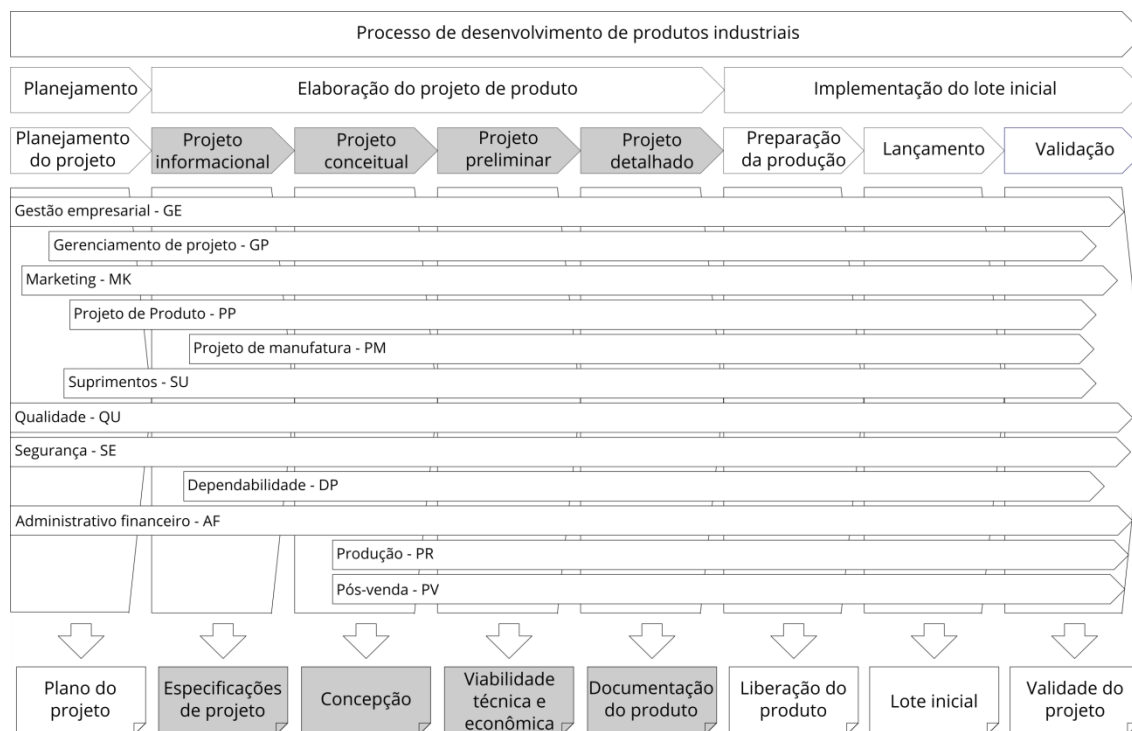 Processo de desenvolvimento de produtos industriais
Planejamento
Elaboração do projeto de produto
Implementação do lote inicial
Planejamento
do projeto
Projeto
informacional
Projeto
conceitual
Projeto
preliminar
Projeto
detalhado
Preparação
da produção
Lançamento
Validação
Gestão empresarial - GE
Gerenciamento de projeto - GP
Marketing - MK
Projeto de Produto - PP
Projeto de manufatura - PM
Suprimentos - SU
Qualidade - QU
Segurança - SE
Dependabilidade - DP
Administrativo financeiro - AF
Produção - PR
Pós-venda - PV
Plano do
projeto
Especificações
de projeto
Concepção
Viabilidade
técnica e
econômica
Documentação
do produto
Liberação do
produto
Lote inicial
Validade do
projeto